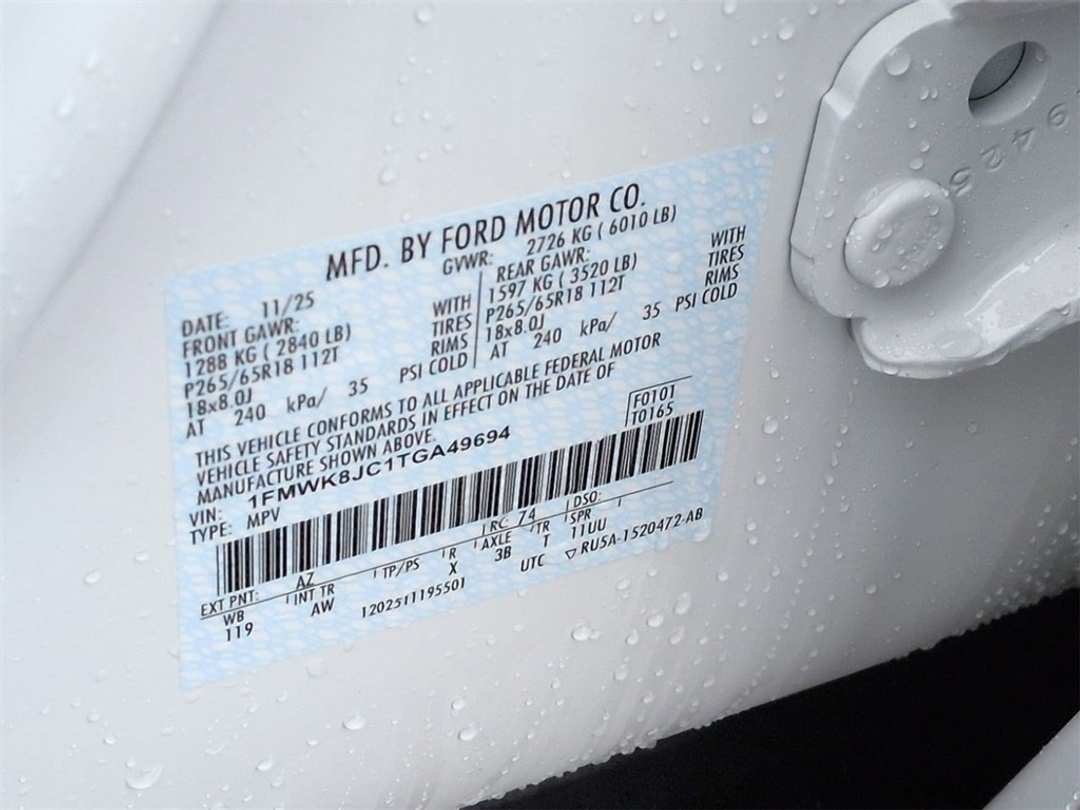 MFD. BY FORD MOTOR CO.
DATE: 11/25 GVWR: 2726 KG ( 6010 LB)
FRONT GAWR: REAR GAWR:
1288 KG ( 2840 LB) WITH 1597 KG ( 3520 LB) WITH
P265/65R18 112T TIRES P265/65R18 112T TIRES
18x8.0J RIMS 18x8.0J RIMS
AT 240 kPa/ 35 PSI COLD AT 240 kPa/ 35 PSI COLD
THIS VEHICLE CONFORMS TO ALL APPLICABLE FEDERAL MOTOR
VEHICLE SAFETY STANDARDS IN EFFECT ON THE DATE OF
MANUFACTURE SHOWN ABOVE.
F0101
VIN: 1FMWK8JC1TGA49694 T0165
TYPE: MPV
EXT PNT: AZ RC: 74 DSO:
WB INT TR TP/PS R AXLE TR SPR
119 AW X 3B T 11UU
1202511195501 UTC ▽ RU5A-1520472-AB
9425